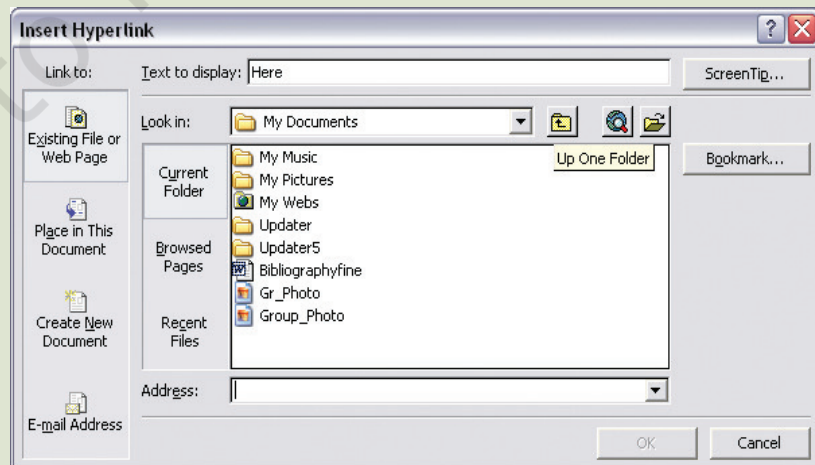 Insert Hyperlink
Link to:
Text to display: Here
ScreenTip...
Existing File or
Web Page
Look in: My Documents
Up One Folder
Bookmark...
Current
Folder
My Music
My Pictures
My Webs
Updater
Updater5
Bibliographyfine
Gr_Photo
Group_Photo
Place in This
Document
Browsed
Pages
Create New
Document
Recent
Files
Address:
E-mail Address
OK
Cancel